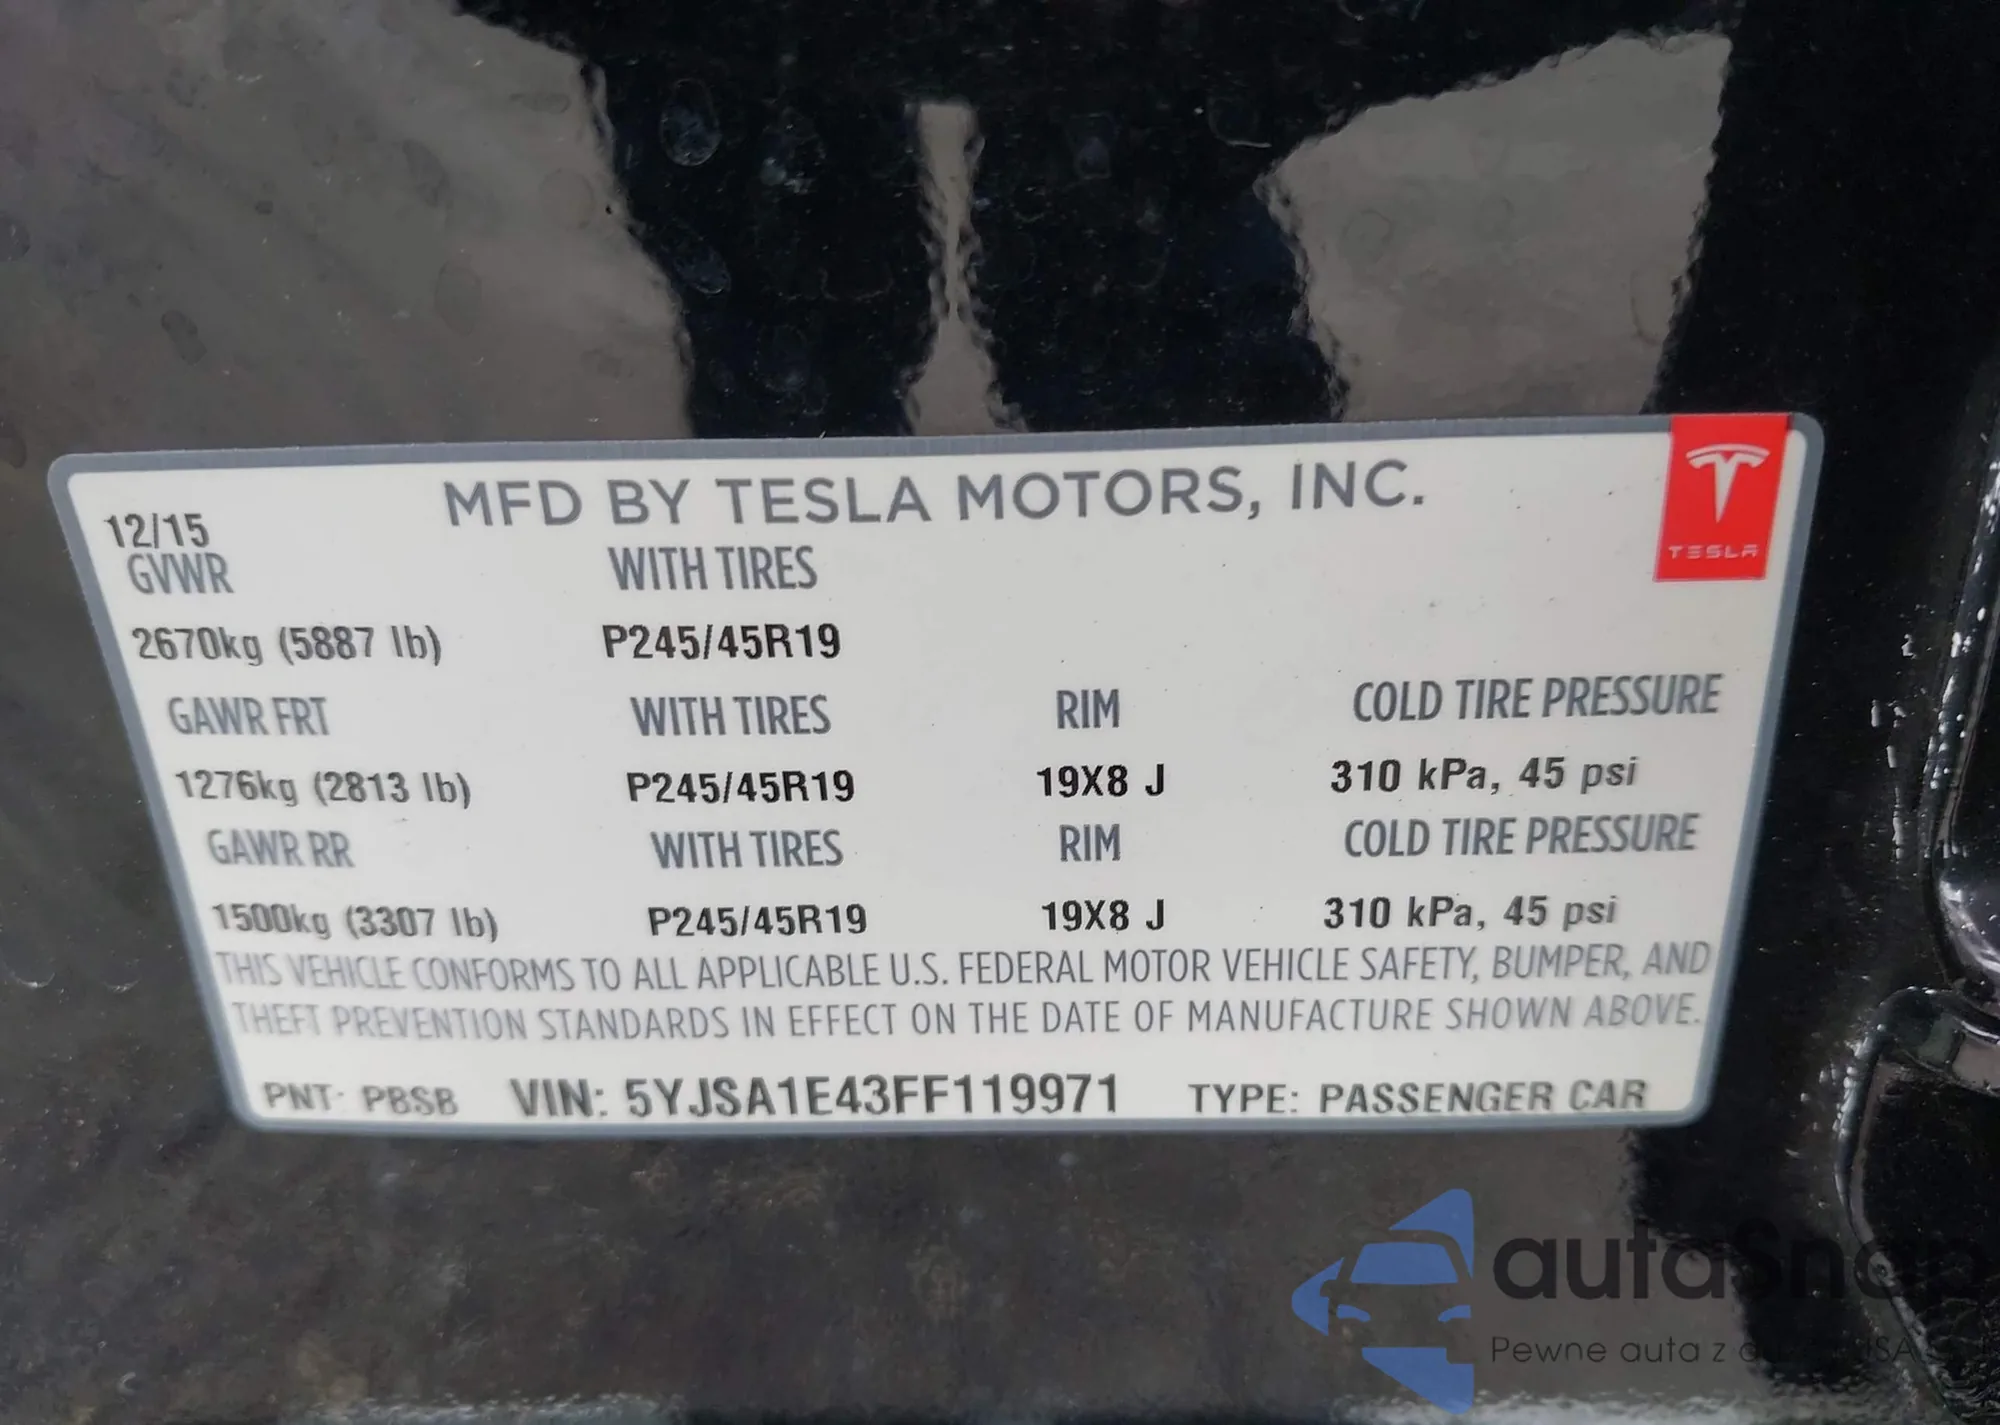 MFD BY TESLA MOTORS, INC.
TESLA
12/15
GVWR WITH TIRES
2670kg (5887 lb) P245/45R19
GAWR FRT WITH TIRES RIM COLD TIRE PRESSURE
1276kg (2813 lb) P245/45R19 19X8 J 310 kPa, 45 psi
GAWR RR WITH TIRES RIM COLD TIRE PRESSURE
1500kg (3307 lb) P245/45R19 19X8 J 310 kPa, 45 psi
THIS VEHICLE CONFORMS TO ALL APPLICABLE U.S. FEDERAL MOTOR VEHICLE SAFETY, BUMPER, AND
THEFT PREVENTION STANDARDS IN EFFECT ON THE DATE OF MANUFACTURE SHOWN ABOVE.
PNT: PBSB VIN: 5YJSA1E43FF119971 TYPE: PASSENGER CAR
autaSnap
Pewne auta z